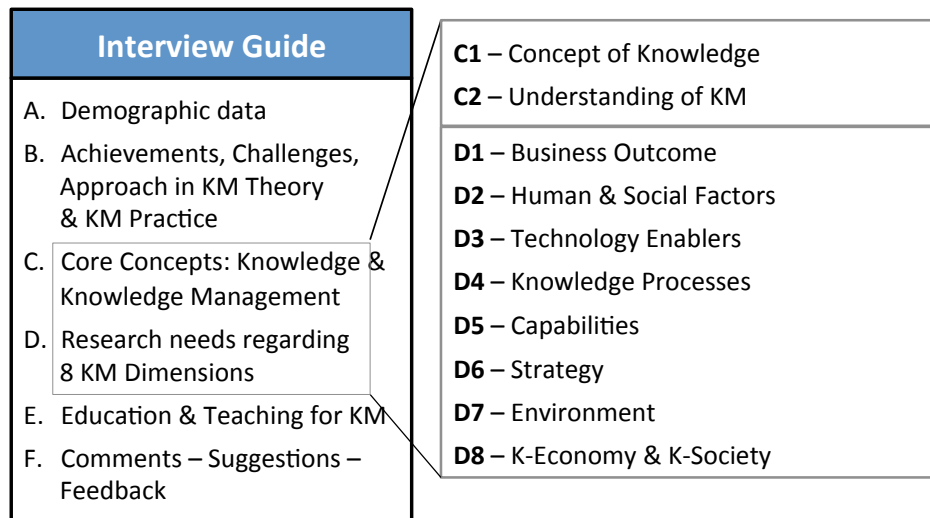 Interview Guide
A. Demographic data
B. Achievements, Challenges,
Approach in KM Theory
& KM Practice
C. Core Concepts: Knowledge &
Knowledge Management
D. Research needs regarding
8 KM Dimensions
E. Education & Teaching for KM
F. Comments – Suggestions –
Feedback
C1 – Concept of Knowledge
C2 – Understanding of KM
D1 – Business Outcome
D2 – Human & Social Factors
D3 – Technology Enablers
D4 – Knowledge Processes
D5 – Capabilities
D6 – Strategy
D7 – Environment
D8 – K-Economy & K-Society